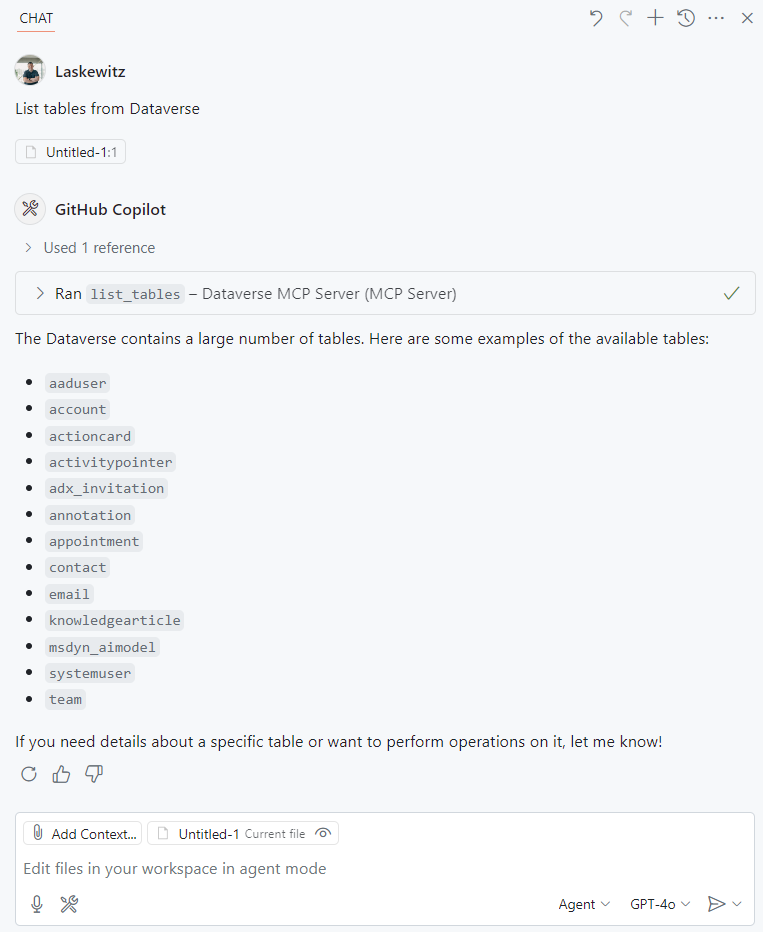 CHAT
Laskewitz
List tables from Dataverse
Untitled-1:1
GitHub Copilot
Used 1 reference
Ran list_tables – Dataverse MCP Server (MCP Server)
The Dataverse contains a large number of tables. Here are some examples of the available tables:
aaduser
account
actioncard
activitypointer
adx_invitation
annotation
appointment
contact
email
knowledgearticle
msdyn_aimodel
systemuser
team
If you need details about a specific table or want to perform operations on it, let me know!
Add Context... Untitled-1 Current file
Edit files in your workspace in agent mode
Agent GPT-4o